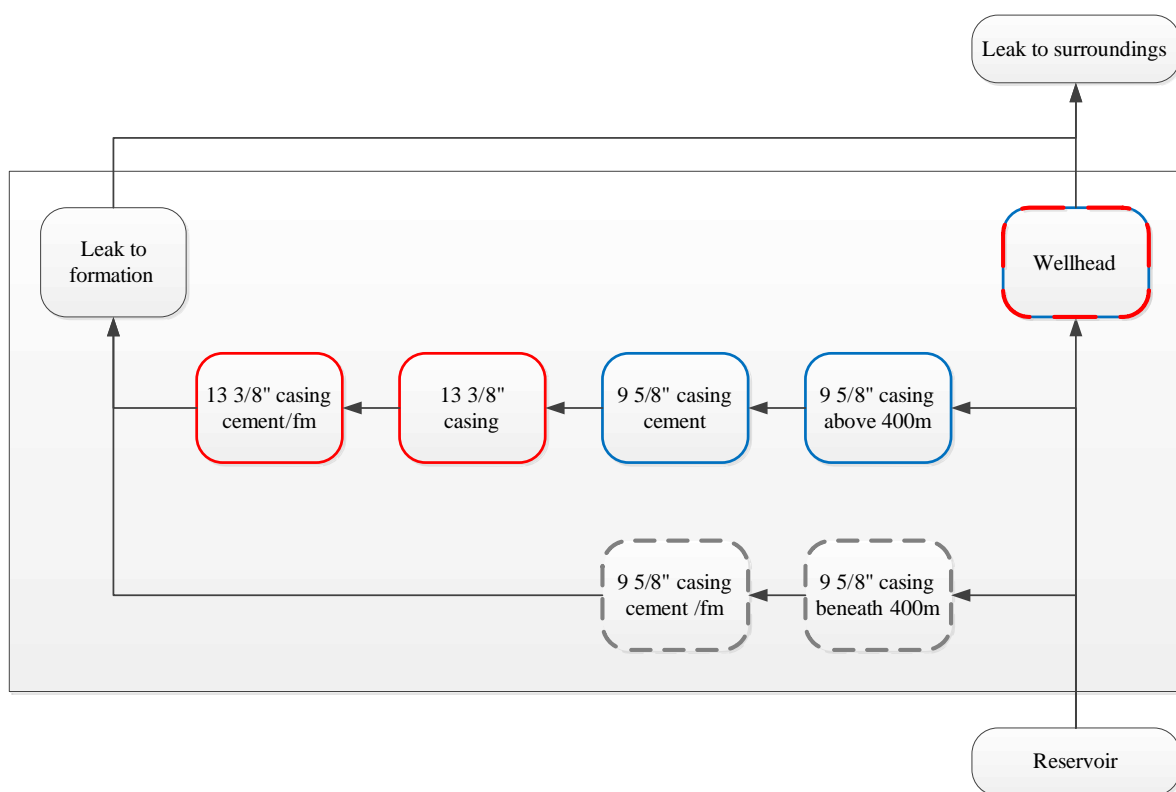 Leak to surroundings
Leak to
formation
Wellhead
13 3/8" casing
cement/fm
13 3/8"
casing
9 5/8" casing
cement
9 5/8" casing
above 400m
9 5/8" casing
cement /fm
9 5/8" casing
beneath 400m
Reservoir